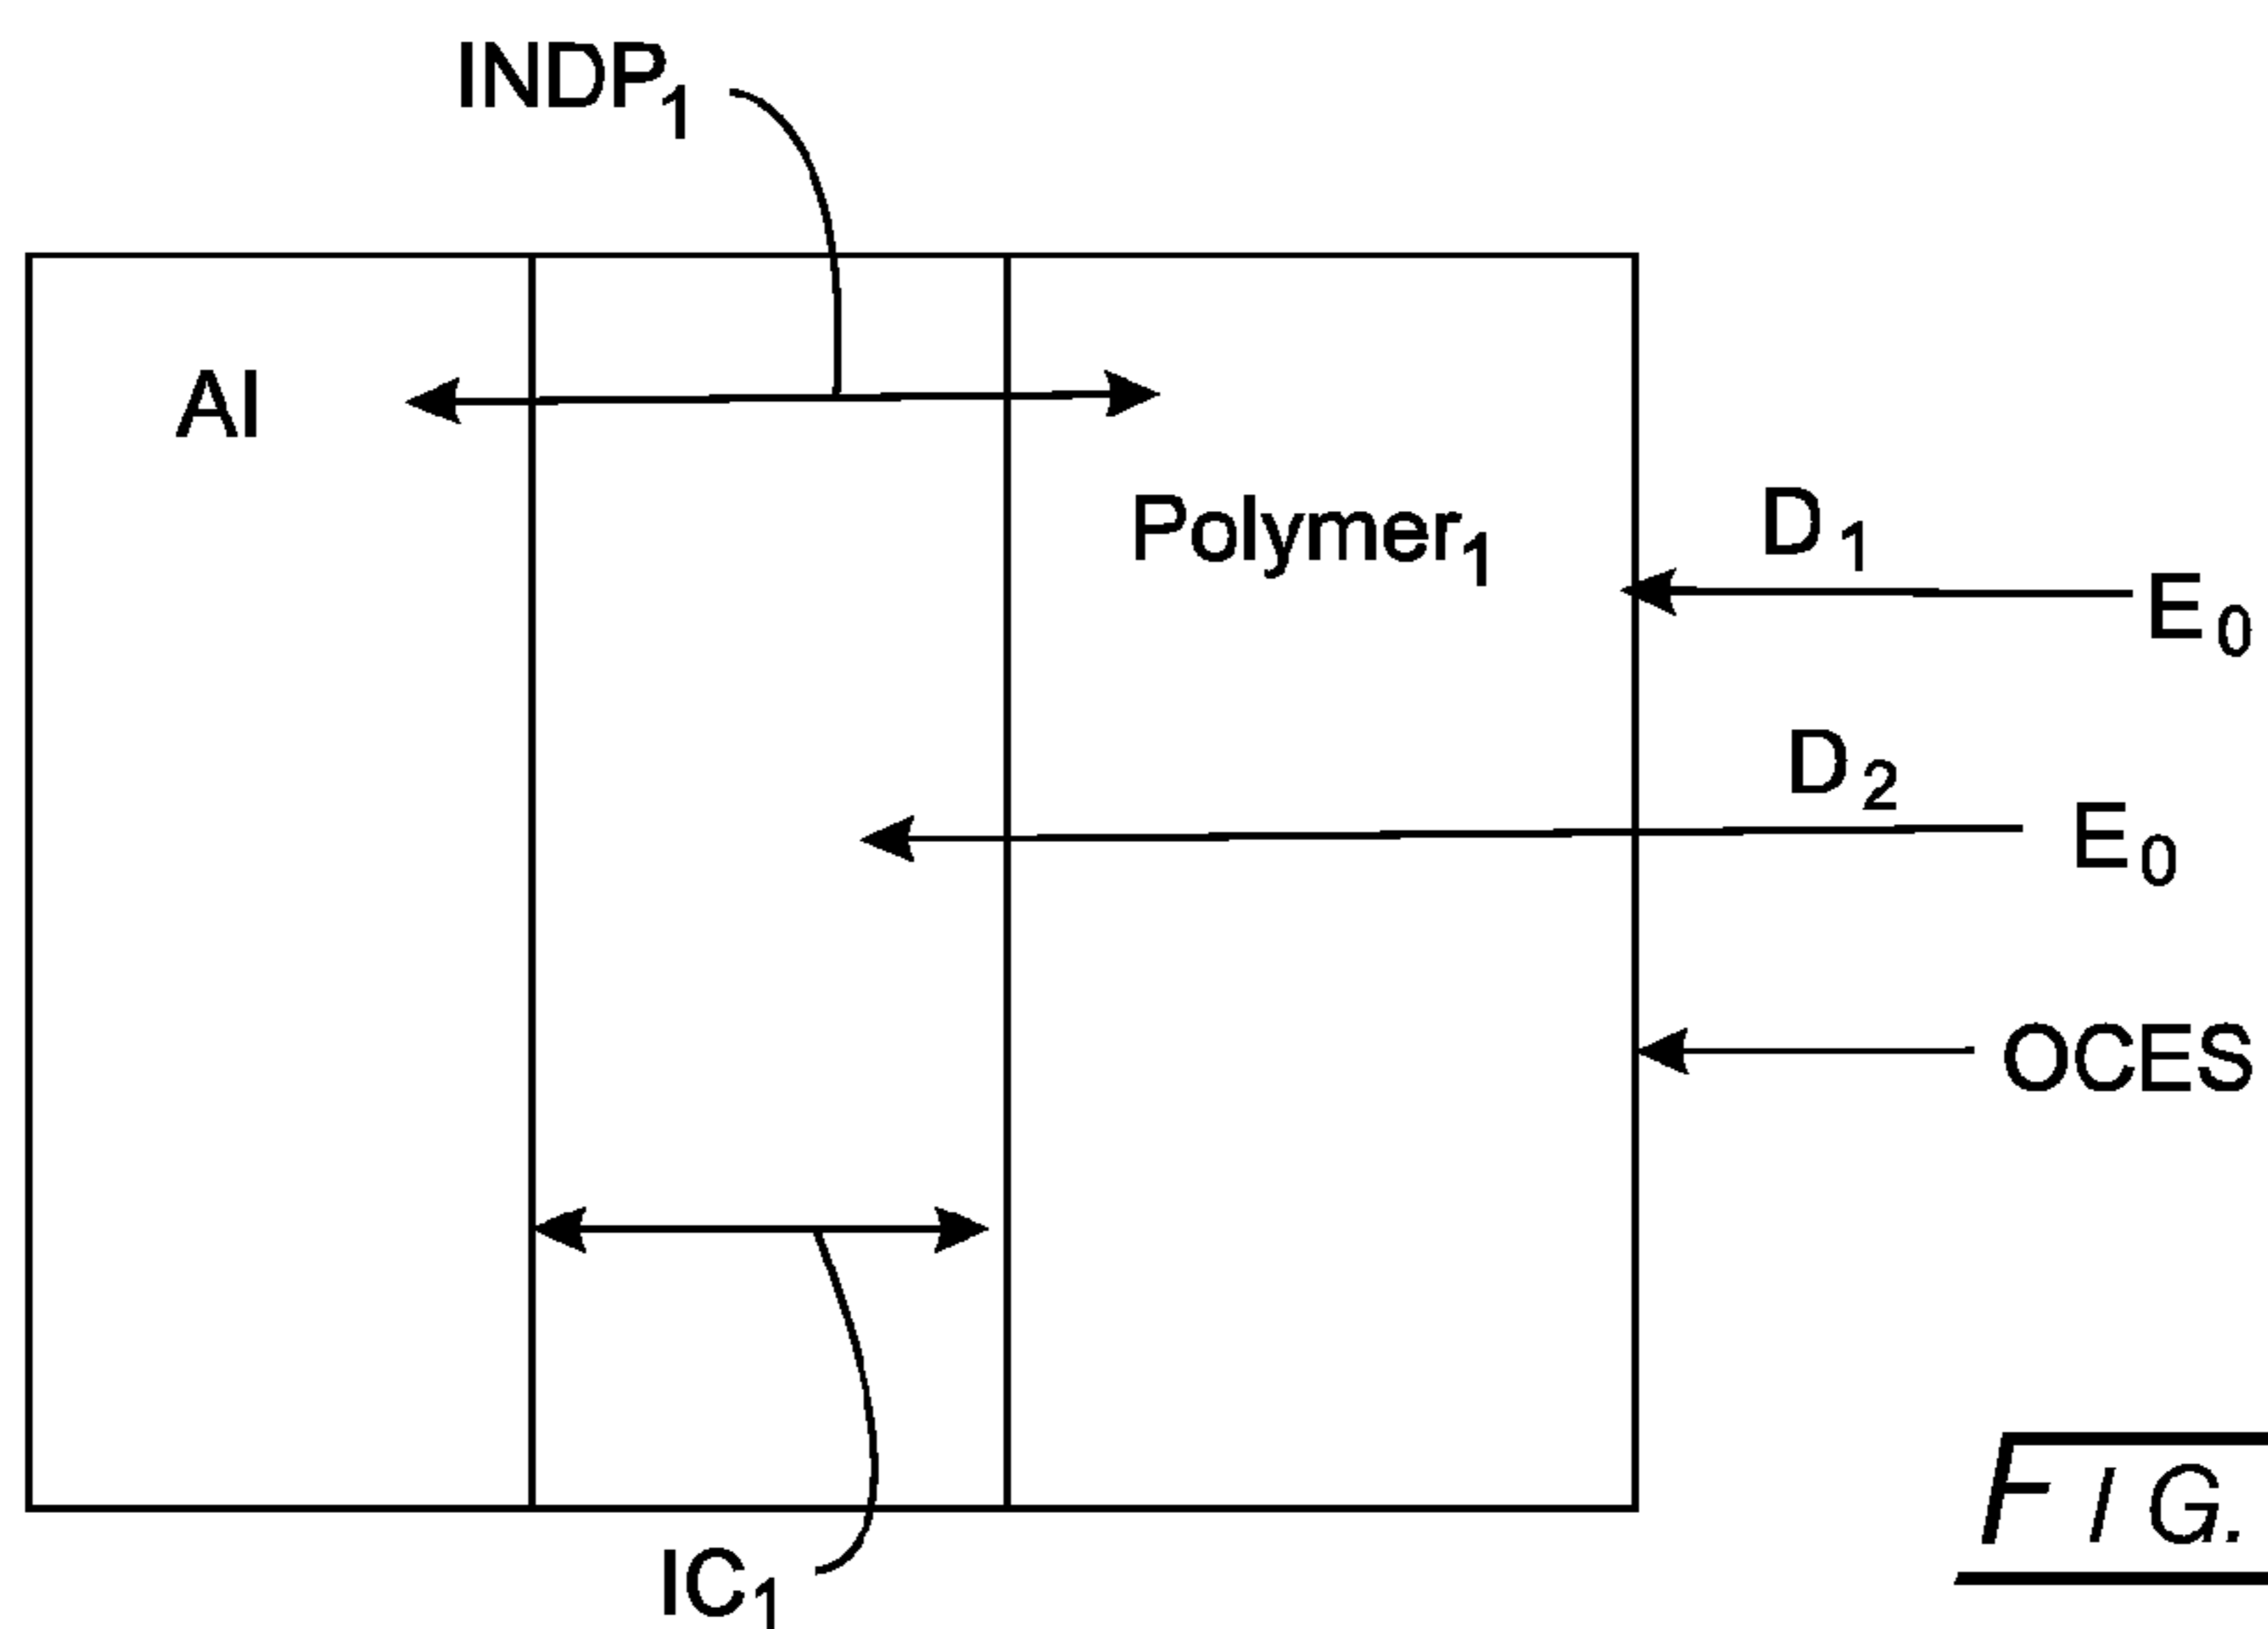 INDP₁
Al
Polymer₁
D₁
E₀
D₂
E₀
OCES
IC₁
FIG.